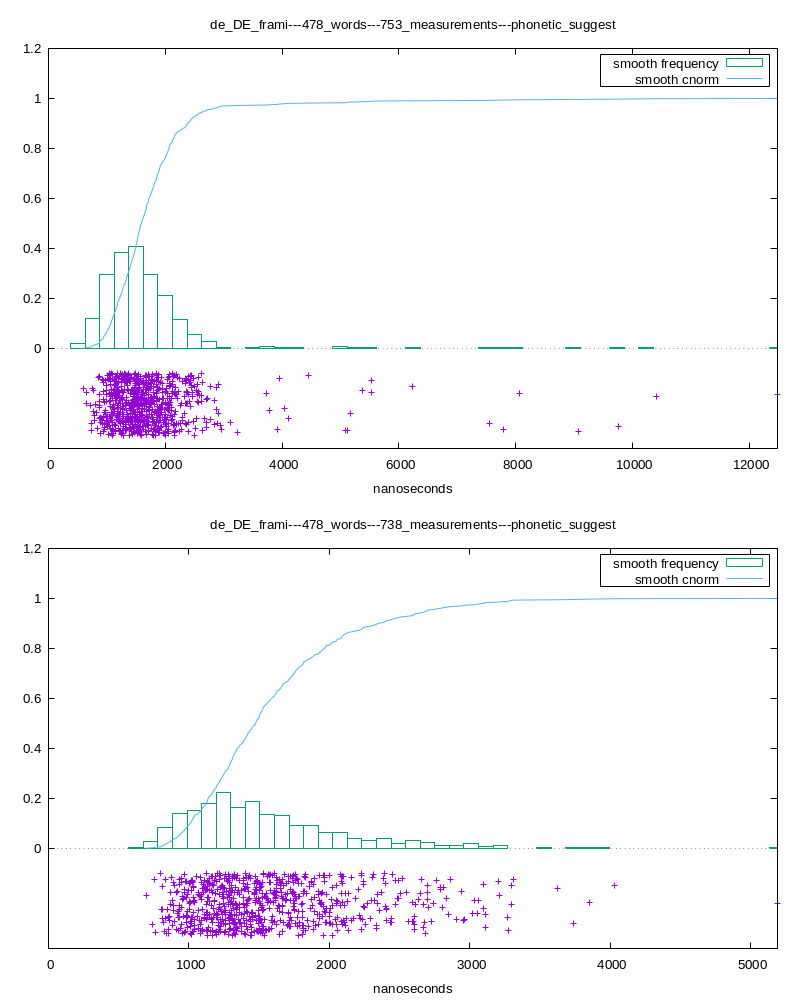 de_DE_frami---478_words---753_measurements---phonetic_suggest
1.2
smooth frequency
smooth cnorm
1
0.8
0.6
0.4
0.2
0
0 2000 4000 6000 8000 10000 12000
nanoseconds
de_DE_frami---478_words---738_measurements---phonetic_suggest
1.2
smooth frequency
smooth cnorm
1
0.8
0.6
0.4
0.2
0
0 1000 2000 3000 4000 5000
nanoseconds